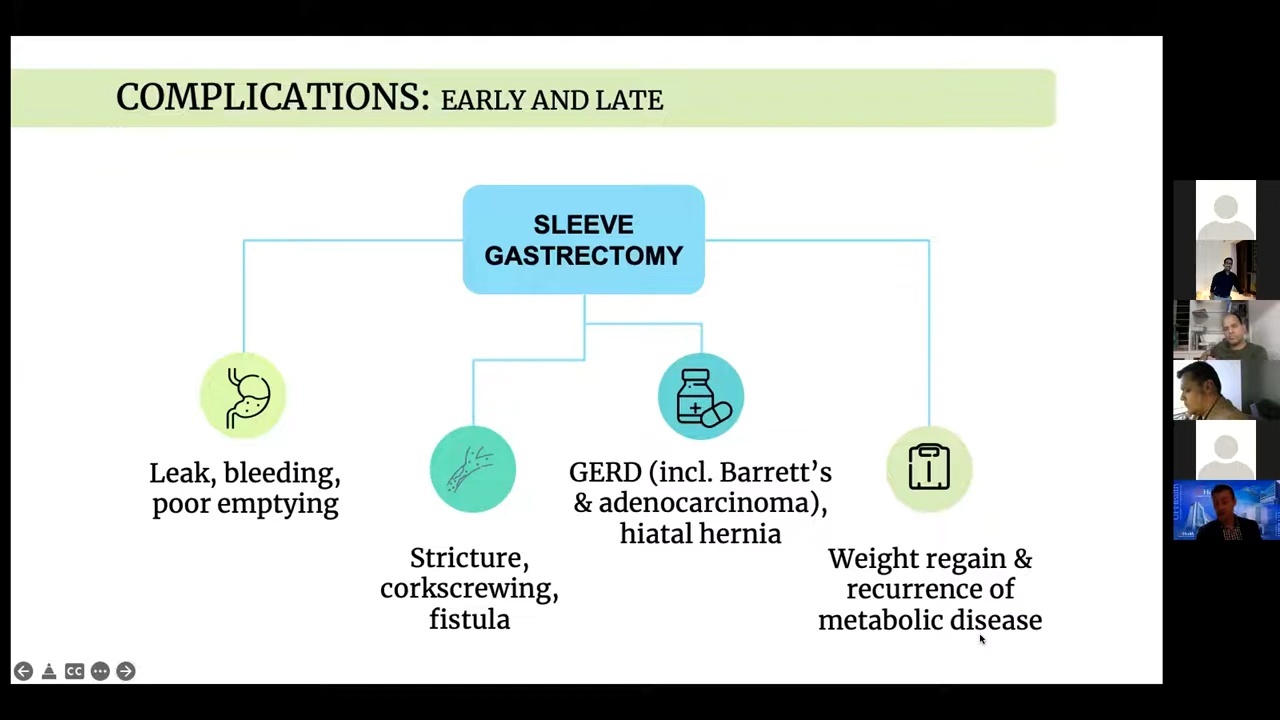 COMPLICATIONS: EARLY AND LATE
SLEEVE
GASTRECTOMY
Leak, bleeding,
poor emptying
Stricture,
corkscrewing,
fistula
GERD (incl. Barrett’s
& adenocarcinoma),
hiatal hernia
Weight regain &
recurrence of
metabolic disease
CC